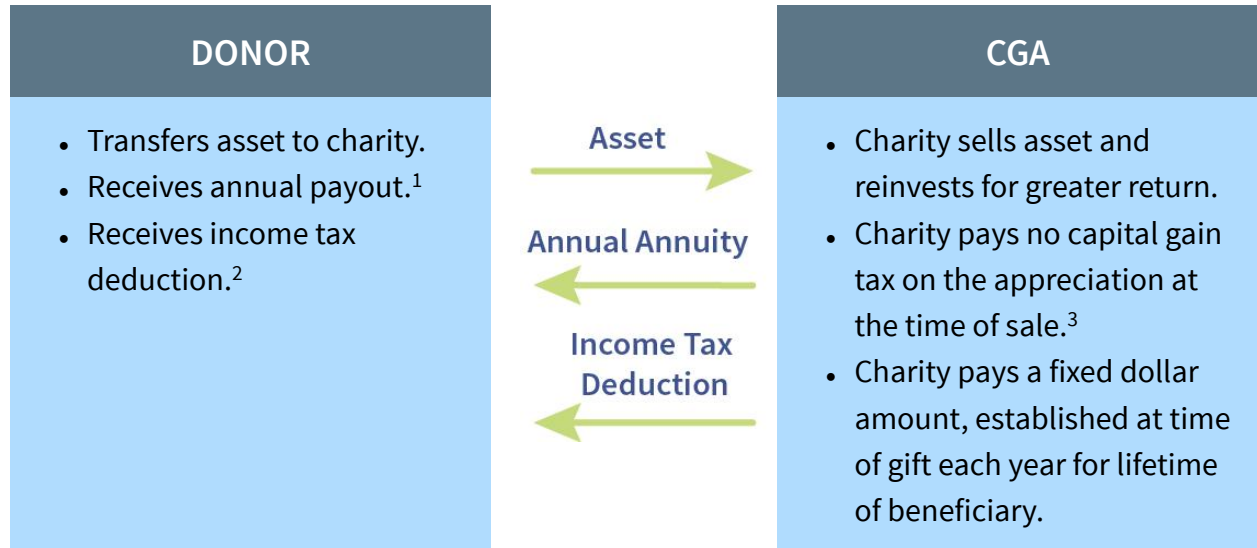 DONOR
• Transfers asset to charity.
• Receives annual payout.¹
• Receives income tax
deduction.²
Asset
Annual Annuity
Income Tax
Deduction
CGA
• Charity sells asset and
reinvests for greater return.
• Charity pays no capital gain
tax on the appreciation at
the time of sale.³
• Charity pays a fixed dollar
amount, established at time
of gift each year for lifetime
of beneficiary.